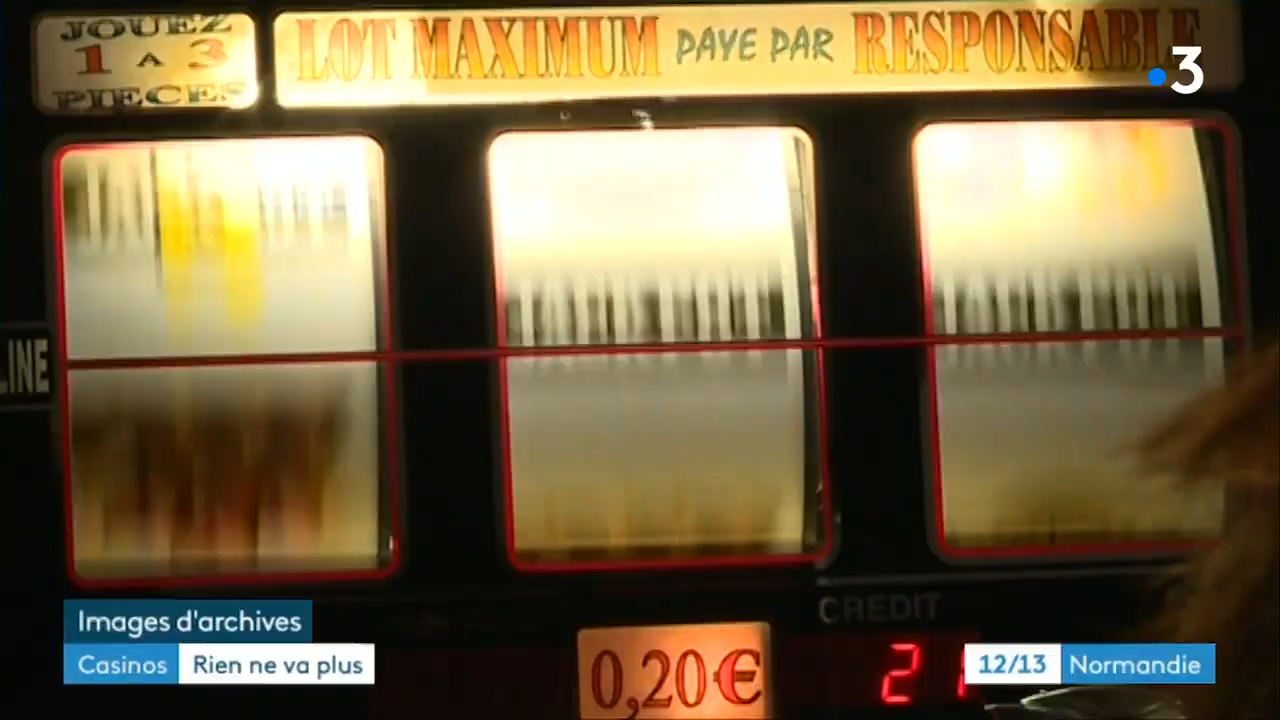 JOUEZ
1 A 3
PIECES
LOT MAXIMUM PAYE PAR RESPONSABLE
3
LINE
CREDIT
0,20€
Images d'archives
Casinos Rien ne va plus
12/13 Normandie